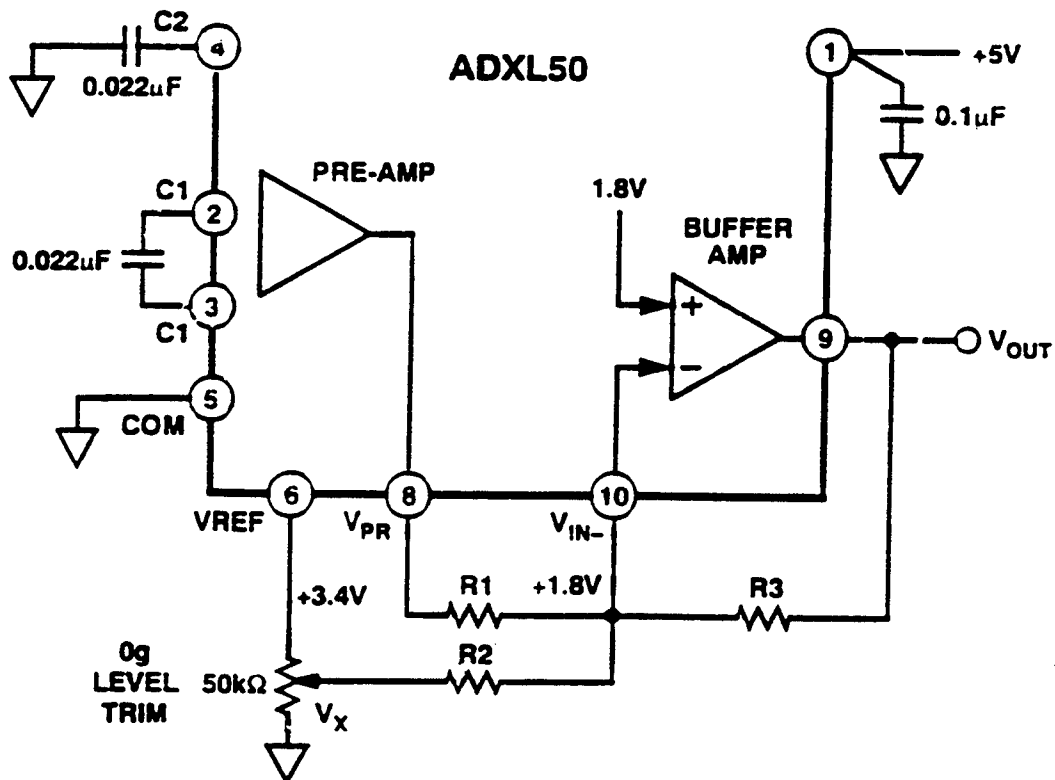 C2
4
0.022µF
ADXL50
1
+5V
0.1µF
PRE-AMP
C1
2
0.022µF
3
C1
1.8V
BUFFER
AMP
+
−
9
VOUT
5
COM
6
VREF
8
VPR
10
VIN−
+3.4V
R1
+1.8V
R3
R2
0g
LEVEL
TRIM
50kΩ
VX